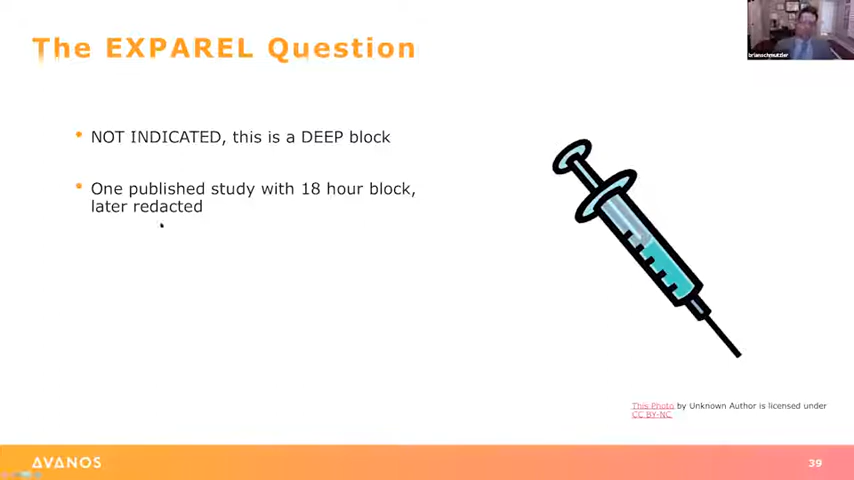 The EXPAREL Question
brianschmutzler
• NOT INDICATED, this is a DEEP block
• One published study with 18 hour block,
later redacted
This Photo by Unknown Author is licensed under
CC BY-NC
AVANOS
39